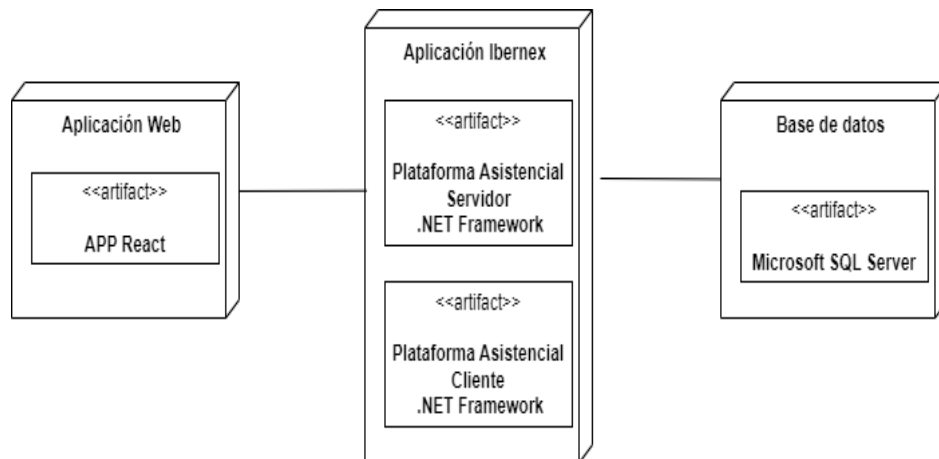 Aplicación Web
<<artifact>>
APP React
Aplicación Ibernex
<<artifact>>
Plataforma Asistencial
Servidor
.NET Framework
<<artifact>>
Plataforma Asistencial
Cliente
.NET Framework
Base de datos
<<artifact>>
Microsoft SQL Server